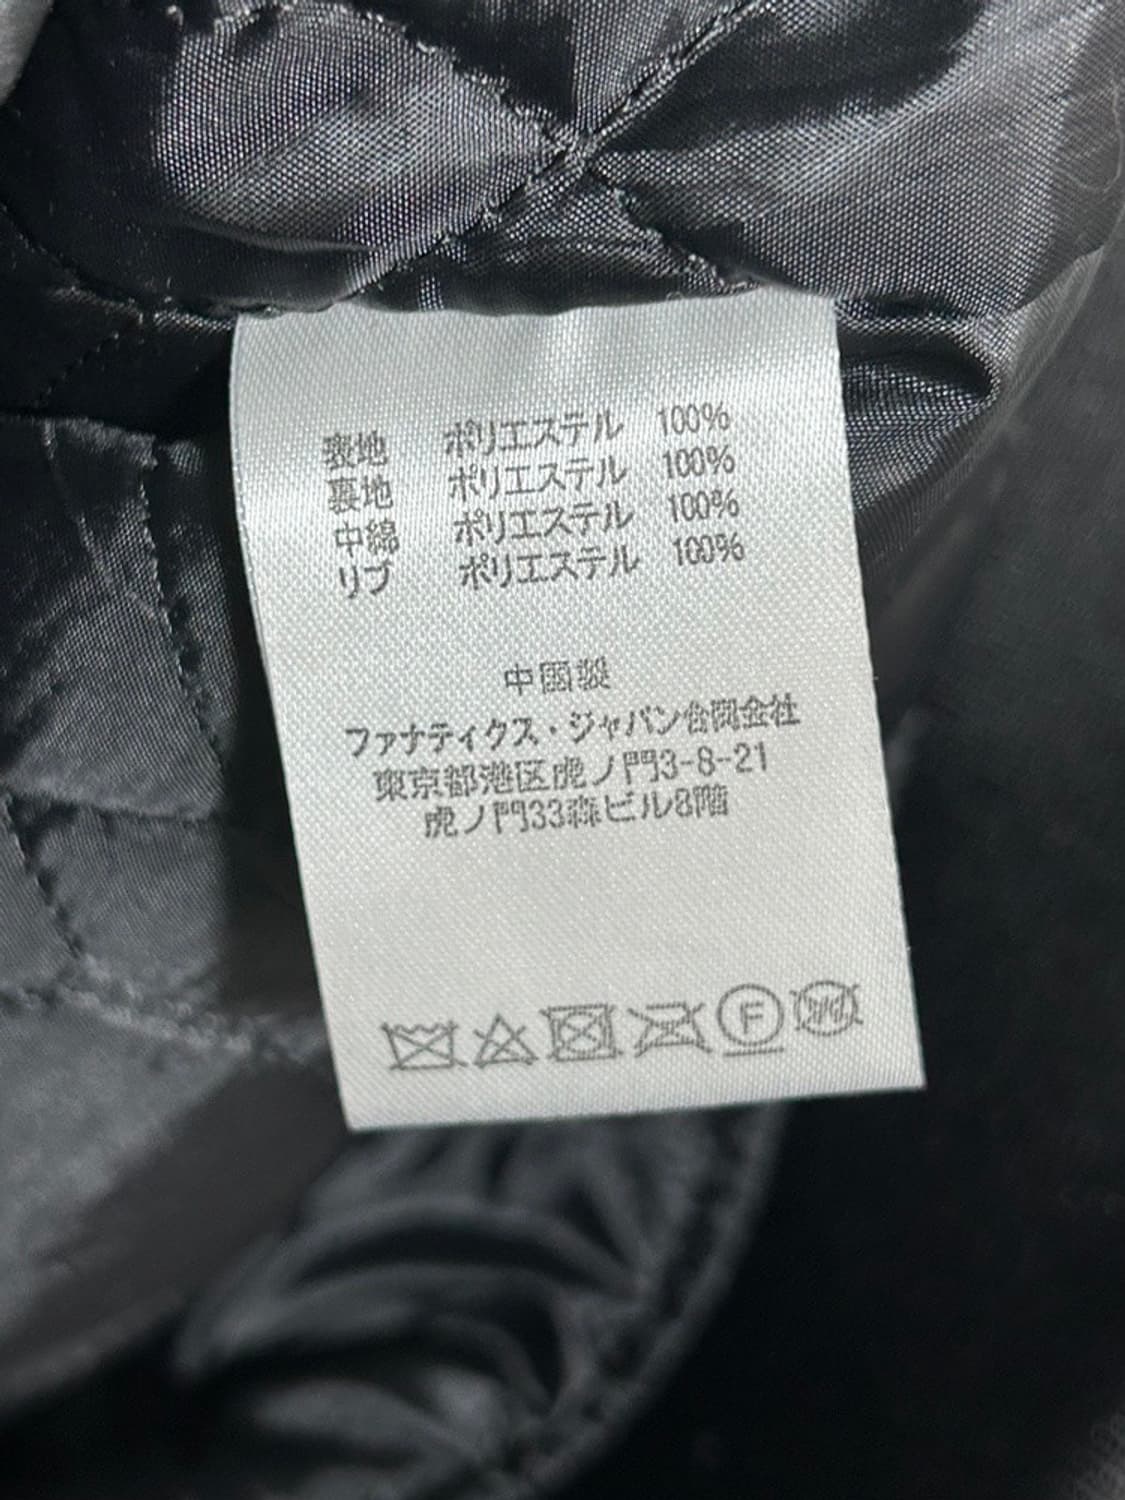 表地 ポリエステル 100%
裏地 ポリエステル 100%
中綿 ポリエステル 100%
リブ ポリエステル 100%
中国製
ファナティクス・ジャパン合同会社
東京都港区虎ノ門3-8-21
虎ノ門33森ビル8階
F